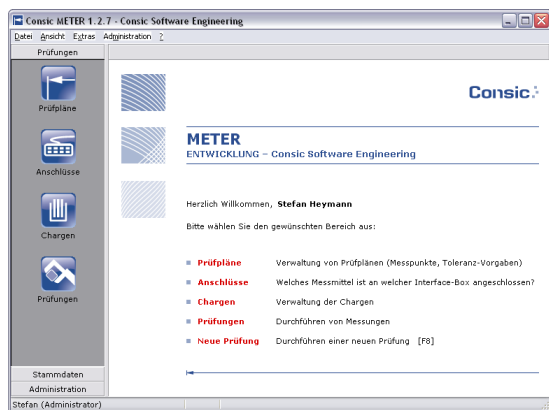 Consic METER 1.2.7 - Consic Software Engineering
Datei Ansicht Extras Administration ?
Prüfungen
Prüfpläne
Anschlüsse
Chargen
Prüfungen
Stammdaten
Administration
Consic
METER
ENTWICKLUNG – Consic Software Engineering
Herzlich Willkommen, Stefan Heymann
Bitte wählen Sie den gewünschten Bereich aus:
Prüfpläne Verwaltung von Prüfplänen (Messpunkte, Toleranz-Vorgaben)
Anschlüsse Welches Messmittel ist an welcher Interface-Box angeschlossen?
Chargen Verwaltung der Chargen
Prüfungen Durchführen von Messungen
Neue Prüfung Durchführen einer neuen Prüfung [F8]
Stefan (Administrator)